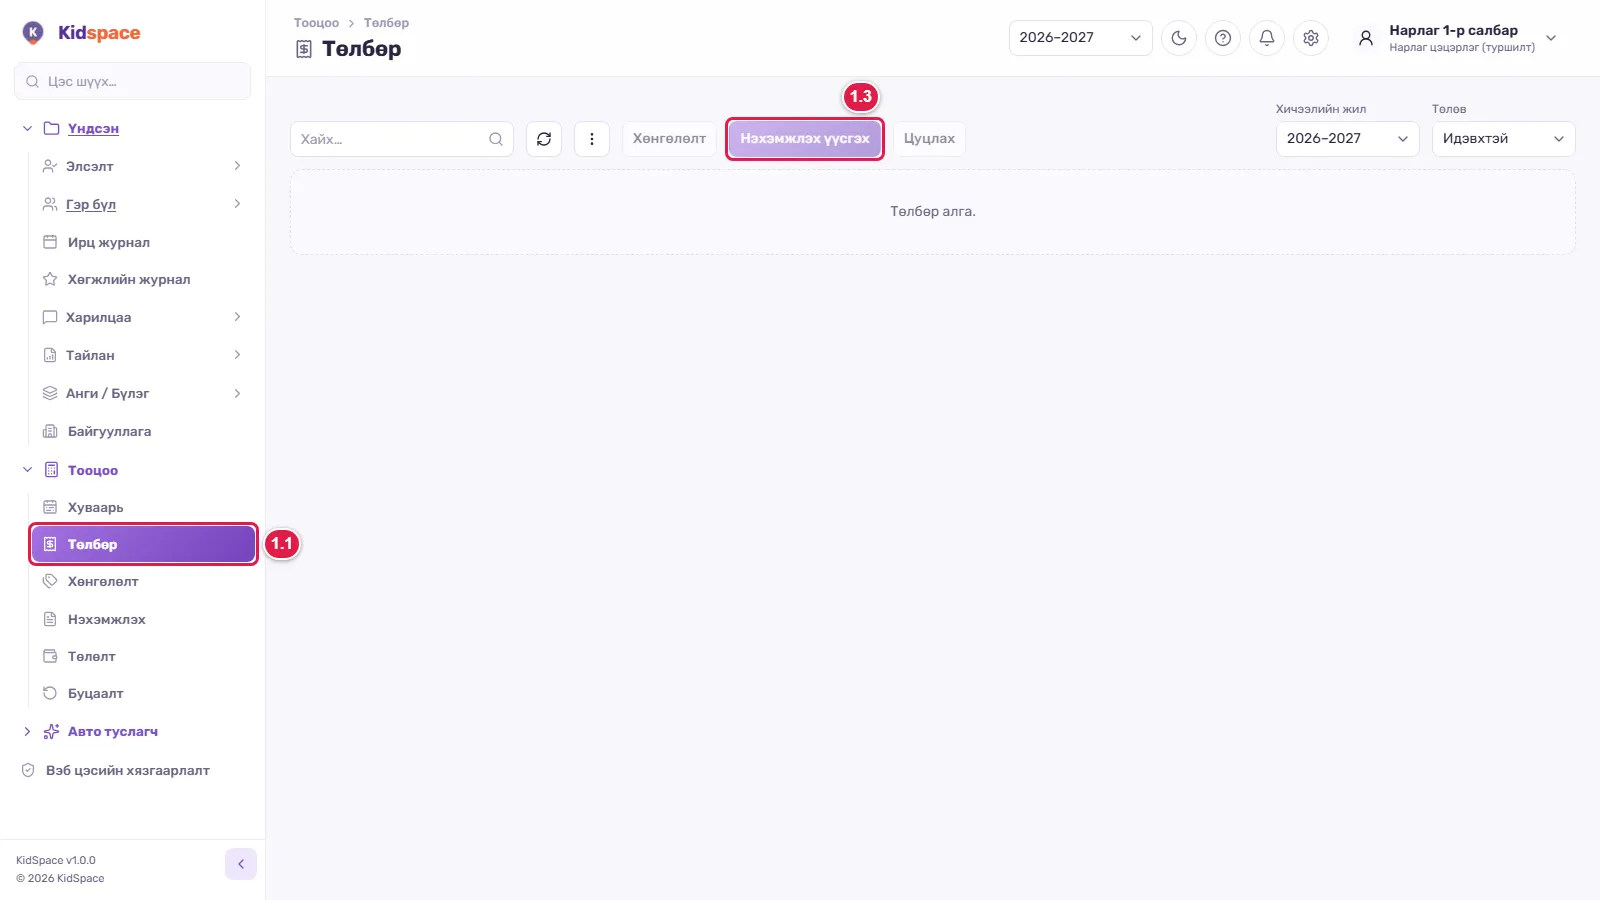 Kidspace
Цэс шүүх...
Үндсэн
Элсэлт
Гэр бүл
Ирц журнал
Хөгжлийн журнал
Харилцаа
Тайлан
Анги / Бүлэг
Байгууллага
Тооцоо
Хуваарь
Төлбөр
1.1
Хөнгөлөлт
Нэхэмжлэх
Төлөлт
Буцаалт
Авто туслагч
Вэб цэсийн хязгаарлалт
KidSpace v1.0.0
© 2026 KidSpace
Тооцоо > Төлбөр
Төлбөр
2026-2027
Нарлаг 1-р салбар
Нарлаг цэцэрлэг (туршилт)
1.3
Хайх...
Хөнгөлөлт
Нэхэмжлэх үүсгэх
Цуцлах
Хичээлийн жил
2026-2027
Төлөв
Идэвхтэй
Төлбөр алга.